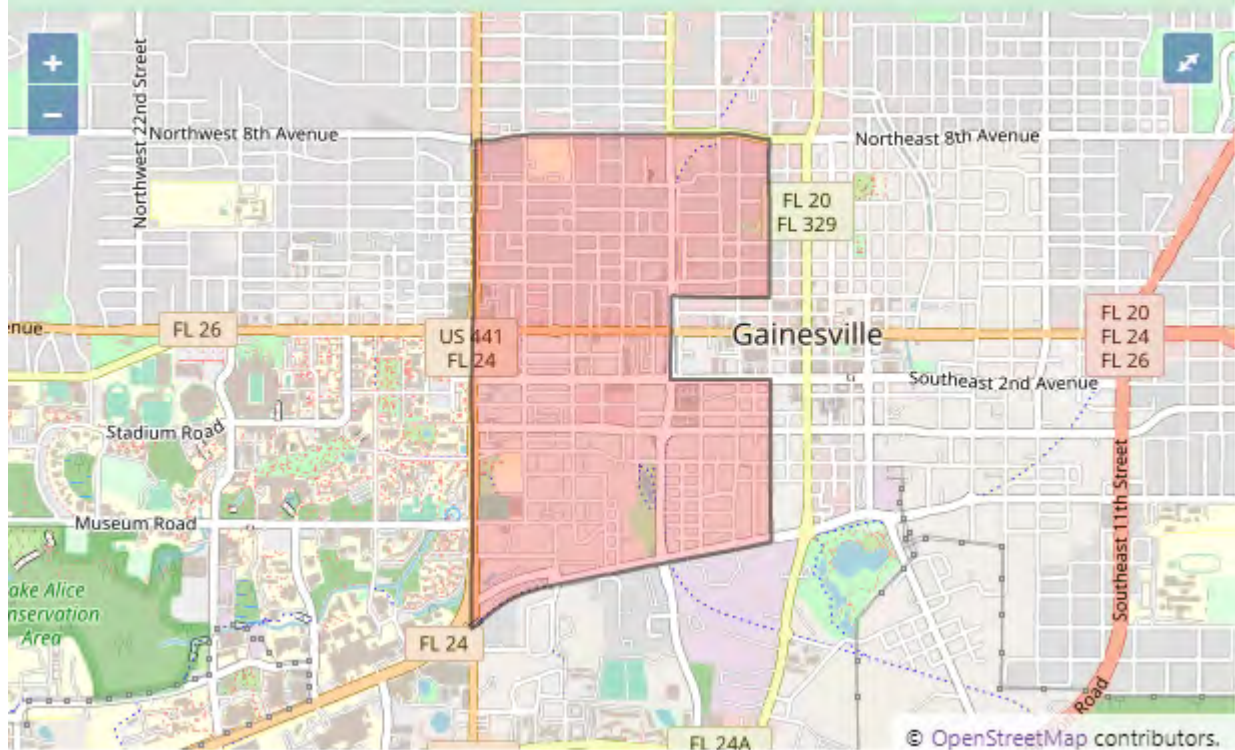 +
−
Northwest 22nd Street
Northwest 8th Avenue
Northeast 8th Avenue
FL 20
FL 329
enue
FL 26
US 441
FL 24
Gainesville
FL 20
FL 24
FL 26
Southeast 2nd Avenue
Stadium Road
Museum Road
Southeast 11th Street
ake Alice
nservation
Area
FL 24
Road
FL 24A
© OpenStreetMap contributors.